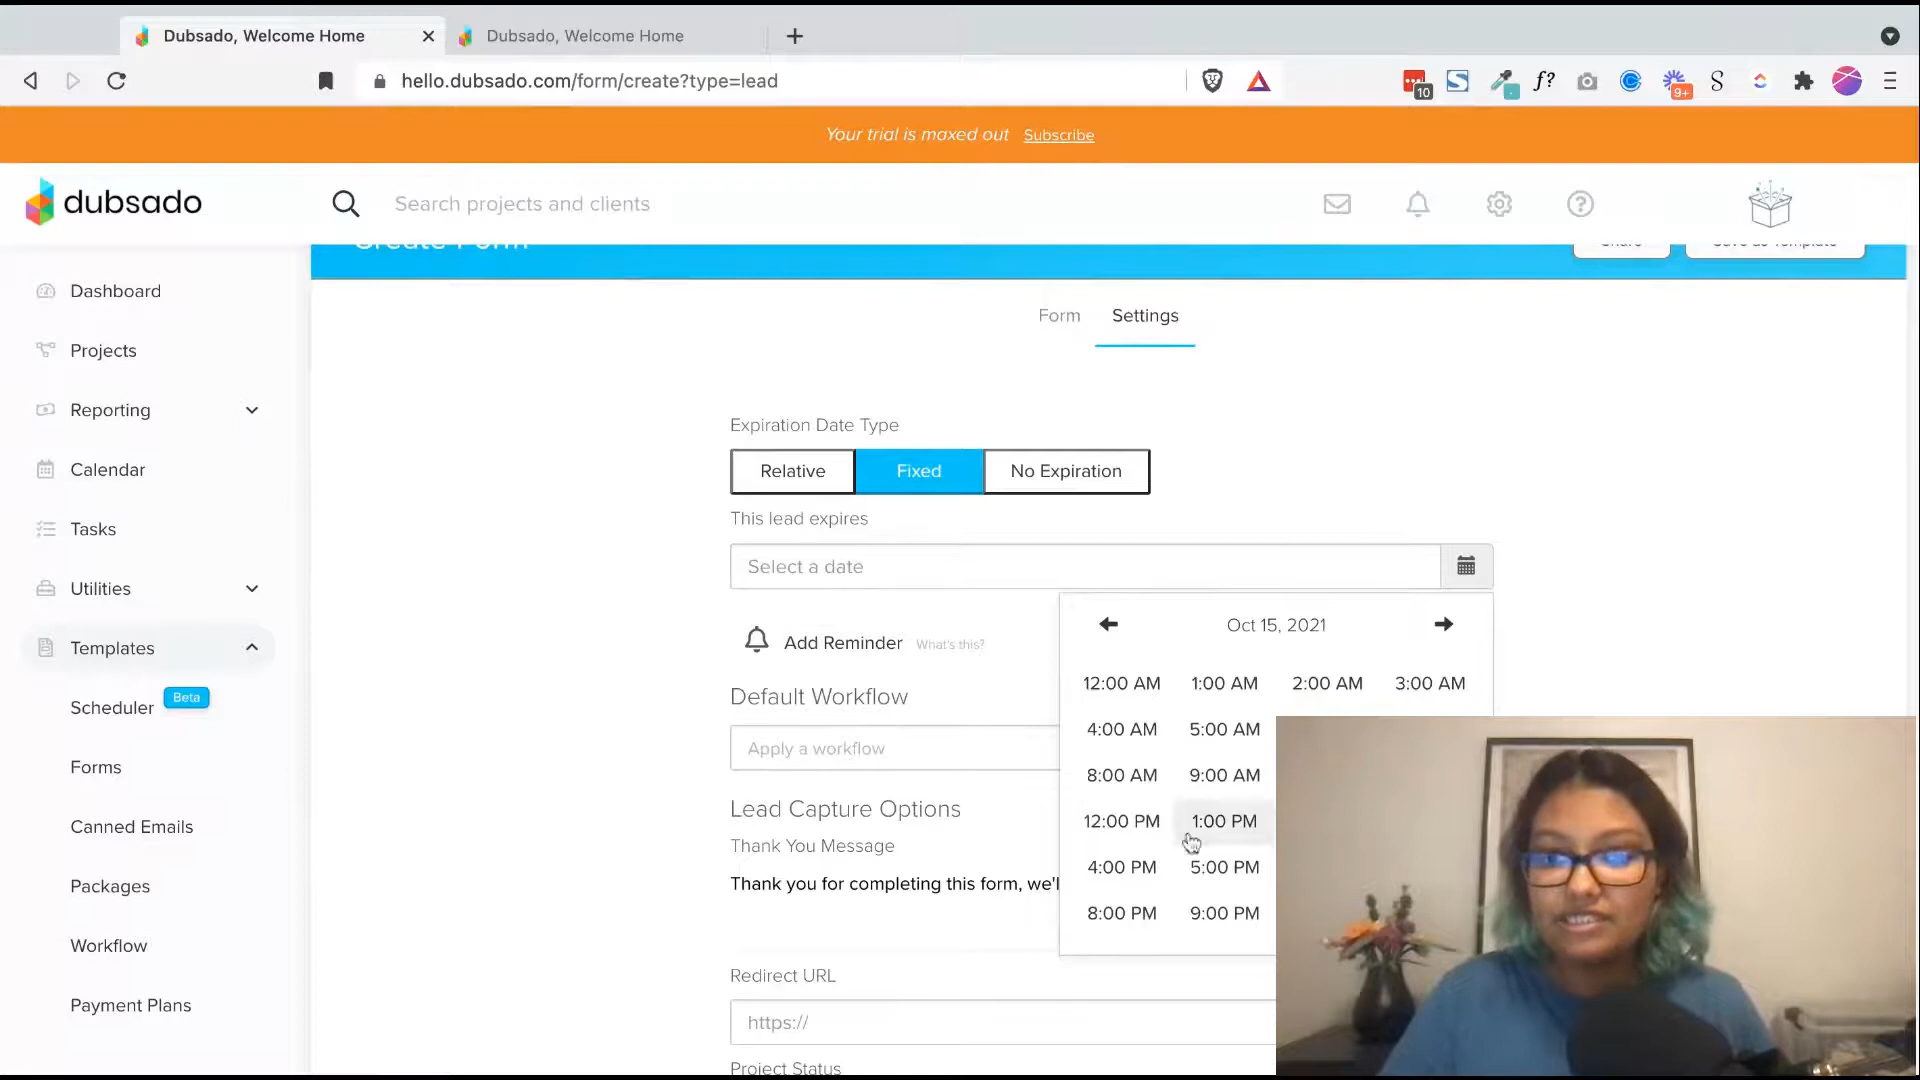 Dubsado, Welcome Home
Dubsado, Welcome Home
hello.dubsado.com/form/create?type=lead
10
f?
9+
Your trial is maxed out Subscribe
dubsado
Search projects and clients
Create Form
Share
Save as Template
Dashboard
Projects
Reporting
Calendar
Tasks
Utilities
Templates
Scheduler Beta
Forms
Canned Emails
Packages
Workflow
Payment Plans
Form
Settings
Expiration Date Type
Relative
Fixed
No Expiration
This lead expires
Select a date
Add Reminder What's this?
Oct 15, 2021
12:00 AM 1:00 AM 2:00 AM 3:00 AM
4:00 AM 5:00 AM
8:00 AM 9:00 AM
12:00 PM 1:00 PM
4:00 PM 5:00 PM
8:00 PM 9:00 PM
Default Workflow
Apply a workflow
Lead Capture Options
Thank You Message
Thank you for completing this form, we'l
Redirect URL
https://
Project Status